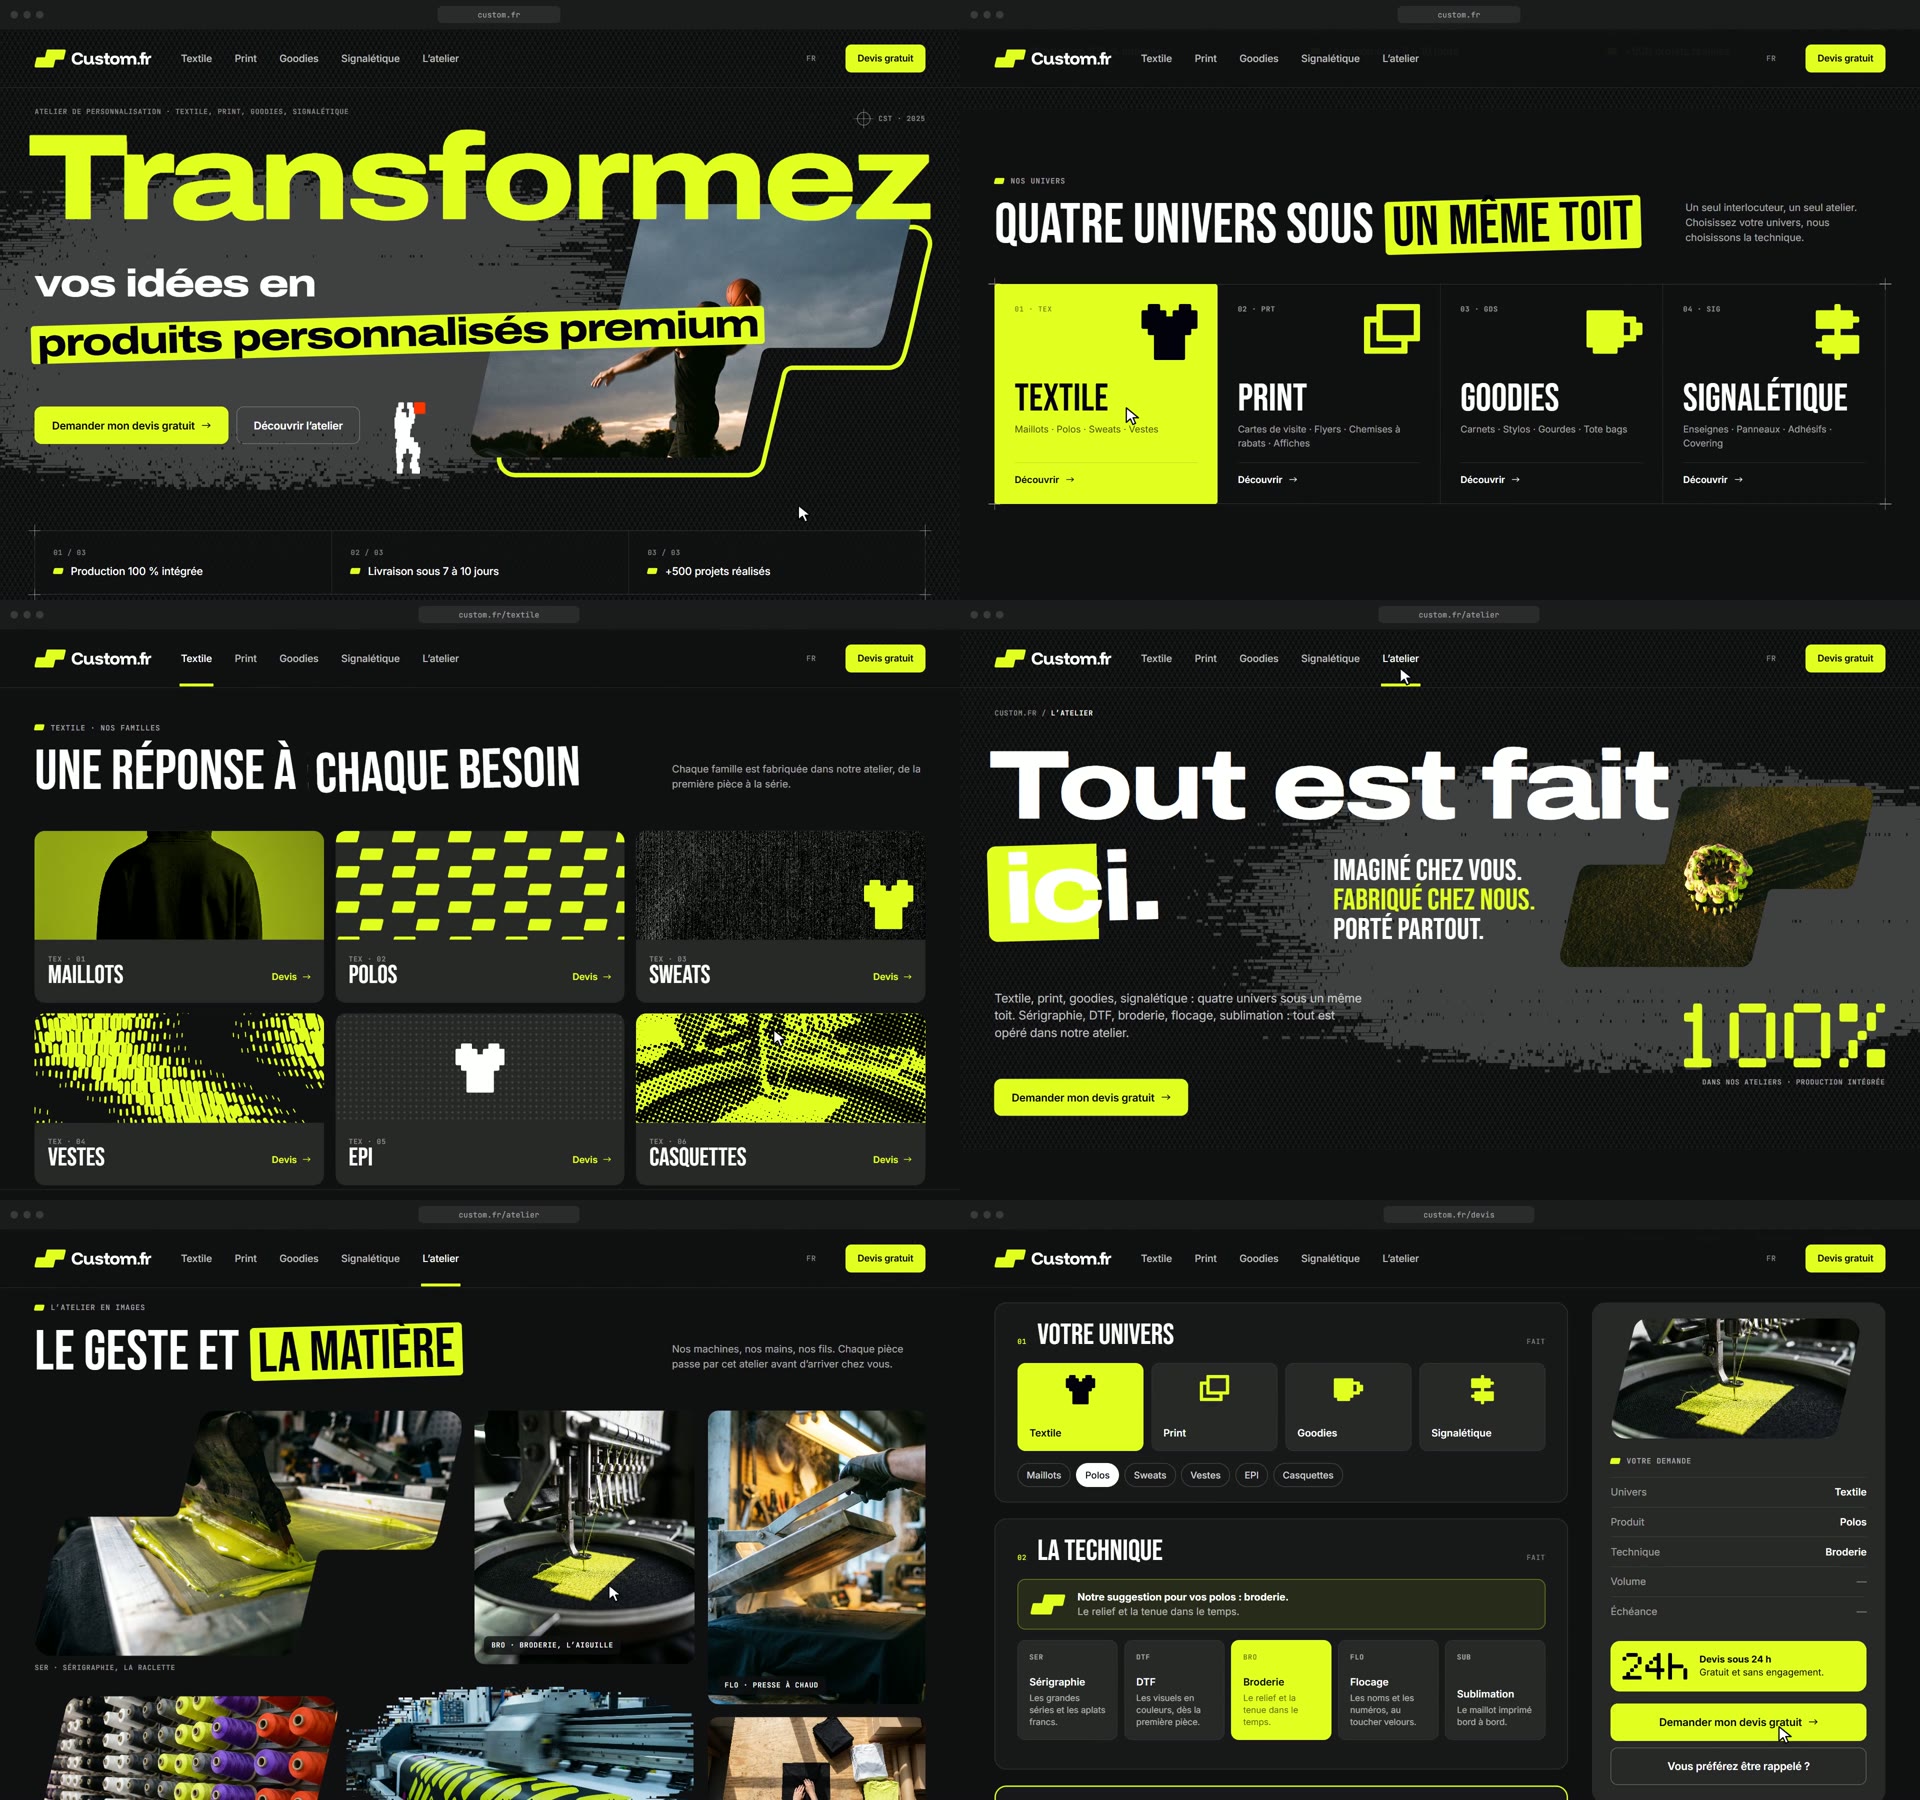 custom.fr
Custom.fr Textile Print Goodies Signalétique L'atelier FR Devis gratuit
ATELIER DE PERSONNALISATION · TEXTILE, PRINT, GOODIES, SIGNALÉTIQUE
CST · 2025
Transformez
vos idées en
produits personnalisés premium
Demander mon devis gratuit → Découvrir l'atelier
01 / 03
Production 100 % intégrée
02 / 03
Livraison sous 7 à 10 jours
03 / 03
+500 projets réalisés
custom.fr
Custom.fr Textile Print Goodies Signalétique L'atelier FR Devis gratuit
NOS UNIVERS
QUATRE UNIVERS SOUS UN MÊME TOIT
Un seul interlocuteur, un seul atelier.
Choisissez votre univers, nous
choisissons la technique.
01 · TEX
TEXTILE
Maillots · Polos · Sweats · Vestes
Découvrir →
02 · PRT
PRINT
Cartes de visite · Flyers · Chemises à
rabats · Affiches
Découvrir →
03 · GDS
GOODIES
Carnets · Stylos · Gourdes · Tote bags
Découvrir →
04 · SIG
SIGNALÉTIQUE
Enseignes · Panneaux · Adhésifs ·
Covering
Découvrir →
custom.fr/textile
Custom.fr Textile Print Goodies Signalétique L'atelier FR Devis gratuit
TEXTILE · NOS FAMILLES
UNE RÉPONSE À CHAQUE BESOIN
Chaque famille est fabriquée dans notre atelier, de la
première pièce à la série.
TEX · 01
MAILLOTS Devis →
TEX · 02
POLOS Devis →
TEX · 03
SWEATS Devis →
TEX · 04
VESTES Devis →
TEX · 05
EPI Devis →
TEX · 06
CASQUETTES Devis →
custom.fr/atelier
Custom.fr Textile Print Goodies Signalétique L'atelier FR Devis gratuit
CUSTOM.FR / L'ATELIER
Tout est fait
ici.
IMAGINÉ CHEZ VOUS.
FABRIQUÉ CHEZ NOUS.
PORTÉ PARTOUT.
Textile, print, goodies, signalétique : quatre univers sous un même
toit. Sérigraphie, DTF, broderie, flocage, sublimation : tout est
opéré dans notre atelier.
100%
DANS NOS ATELIERS · PRODUCTION INTÉGRÉE
Demander mon devis gratuit →
custom.fr/atelier
Custom.fr Textile Print Goodies Signalétique L'atelier FR Devis gratuit
L'ATELIER EN IMAGES
LE GESTE ET LA MATIÈRE
Nos machines, nos mains, nos fils. Chaque pièce
passe par cet atelier avant d'arriver chez vous.
SER · SÉRIGRAPHIE, LA RACLETTE
BRO · BRODERIE, L'AIGUILLE
FLO · PRESSE À CHAUD
custom.fr/devis
Custom.fr Textile Print Goodies Signalétique L'atelier FR Devis gratuit
01 VOTRE UNIVERS FAIT
Textile Print Goodies Signalétique
Maillots Polos Sweats Vestes EPI Casquettes
02 LA TECHNIQUE FAIT
Notre suggestion pour vos polos : broderie.
Le relief et la tenue dans le temps.
SER
Sérigraphie
Les grandes
séries et les aplats
francs.
DTF
DTF
Les visuels en
couleurs, dès la
première pièce.
BRO
Broderie
Le relief et la
tenue dans le
temps.
FLO
Flocage
Les noms et les
numéros, au
toucher velours.
SUB
Sublimation
Le maillot imprimé
bord à bord.
VOTRE DEMANDE
Univers Textile
Produit Polos
Technique Broderie
Volume —
Échéance —
24h
Devis sous 24 h
Gratuit et sans engagement.
Demander mon devis gratuit →
Vous préférez être rappelé ?